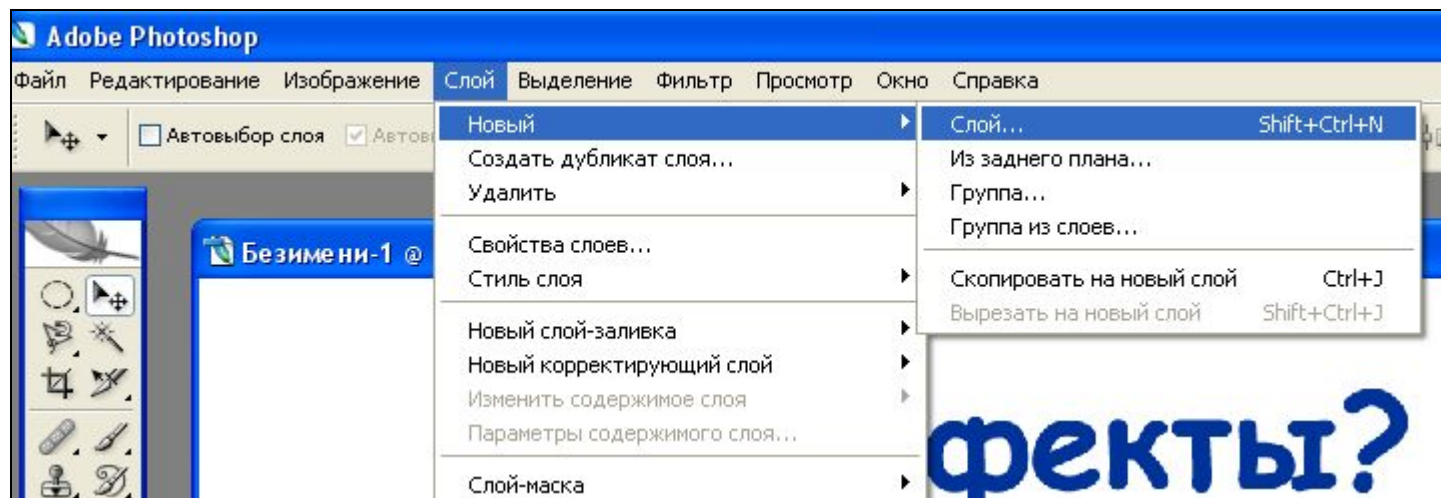 Adobe Photoshop
Файл Редактирование Изображение Слой Выделение Фильтр Просмотр Окно Справка
Автовыбор слоя
Новый
Создать дубликат слоя...
Удалить
Свойства слоев...
Стиль слоя
Новый слой-заливка
Новый корректирующий слой
Изменить содержимое слоя
Параметры содержимого слоя...
Слой-маска
Слой... Shift+Ctrl+N
Из заднего плана...
Группа...
Группа из слоев...
Скопировать на новый слой Ctrl+J
Вырезать на новый слой Shift+Ctrl+J
Безимени-1 @
фекты?